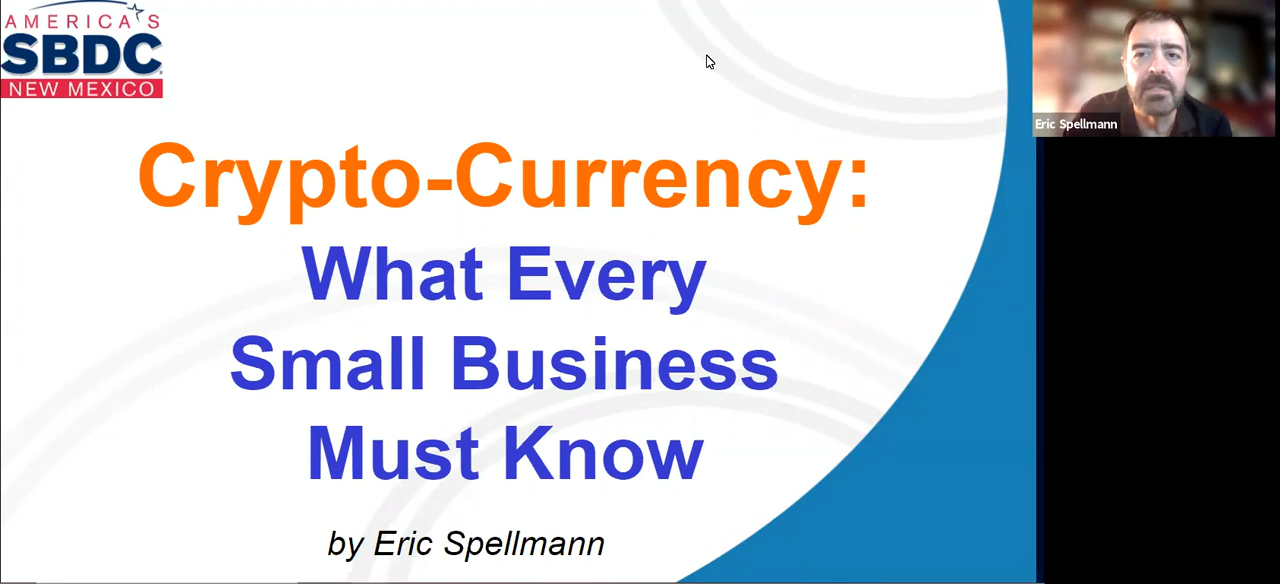 AMERICA'S
SBDC
NEW MEXICO
Eric Spellmann
Crypto-Currency:
What Every
Small Business
Must Know
by Eric Spellmann